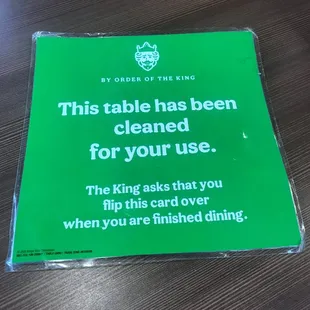 BY ORDER OF THE KING
This table has been
cleaned
for your use.
The King asks that you
flip this card over
when you are finished dining.